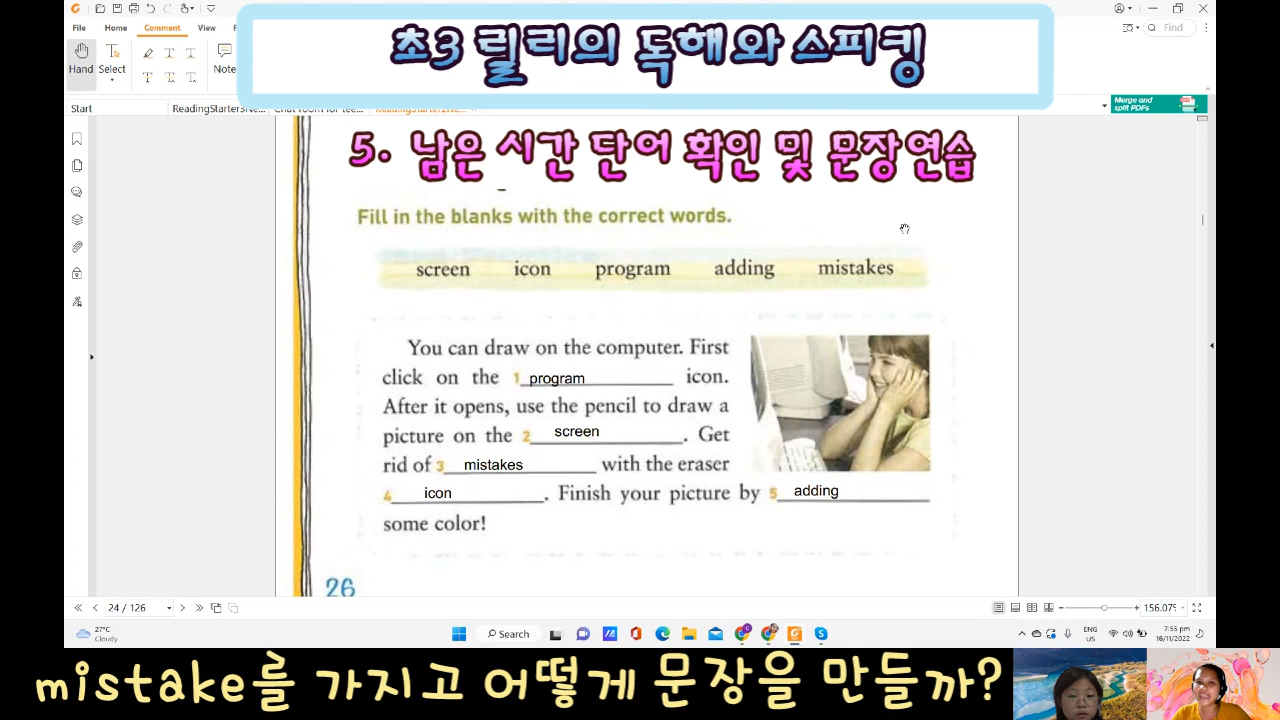 초3 릴리의 독해와 스피킹
File Home Comment View
Find
Hand Select Note
Start ReadingStarter3Ne... Chat room for tee...
Merge and split PDFs
5. 남은 시간 단어 확인 및 문장연습
Fill in the blanks with the correct words.
screen icon program adding mistakes
You can draw on the computer. First
click on the 1 program icon.
After it opens, use the pencil to draw a
picture on the 2 screen . Get
rid of 3 mistakes with the eraser
4 icon . Finish your picture by 5 adding
some color!
26
24 / 126
156.07%
27°C
Cloudy
Search
ENG
US
7:55 pm
16/11/2022
mistake를 가지고 어떻게 문장을 만들까?